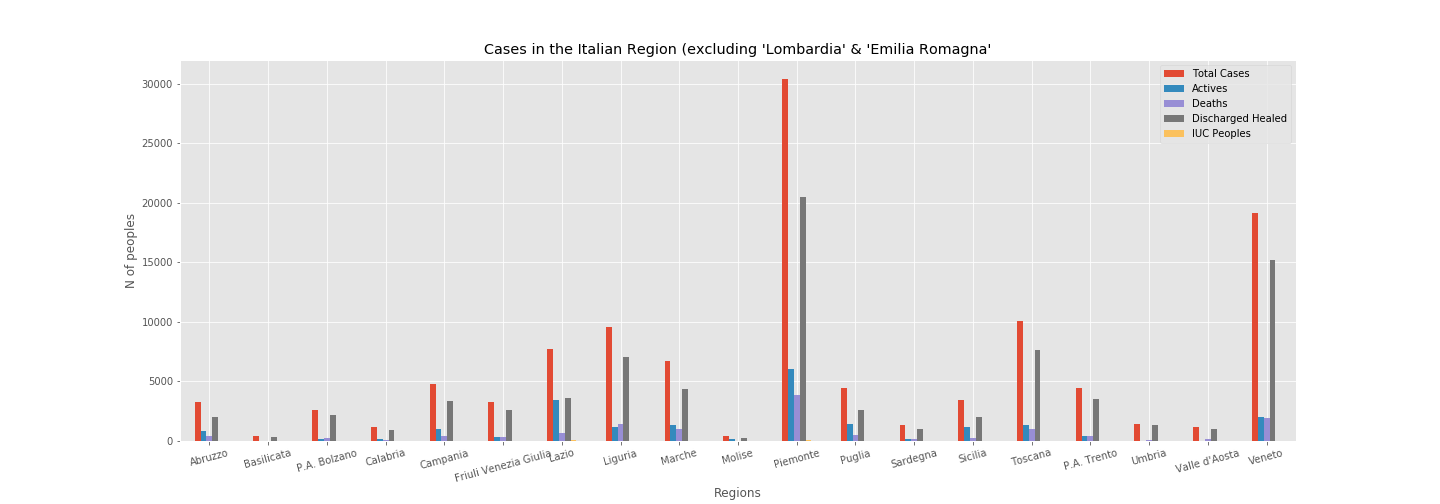 Cases in the Italian Region (excluding 'Lombardia' & 'Emilia Romagna'
Total Cases
Actives
Deaths
Discharged Healed
IUC Peoples
N of peoples
30000
25000
20000
15000
10000
5000
0
Abruzzo
Basilicata
P.A. Bolzano
Calabria
Campania
Friuli Venezia Giulia
Lazio
Liguria
Marche
Molise
Piemonte
Puglia
Sardegna
Sicilia
Toscana
P.A. Trento
Umbria
Valle d'Aosta
Veneto
Regions